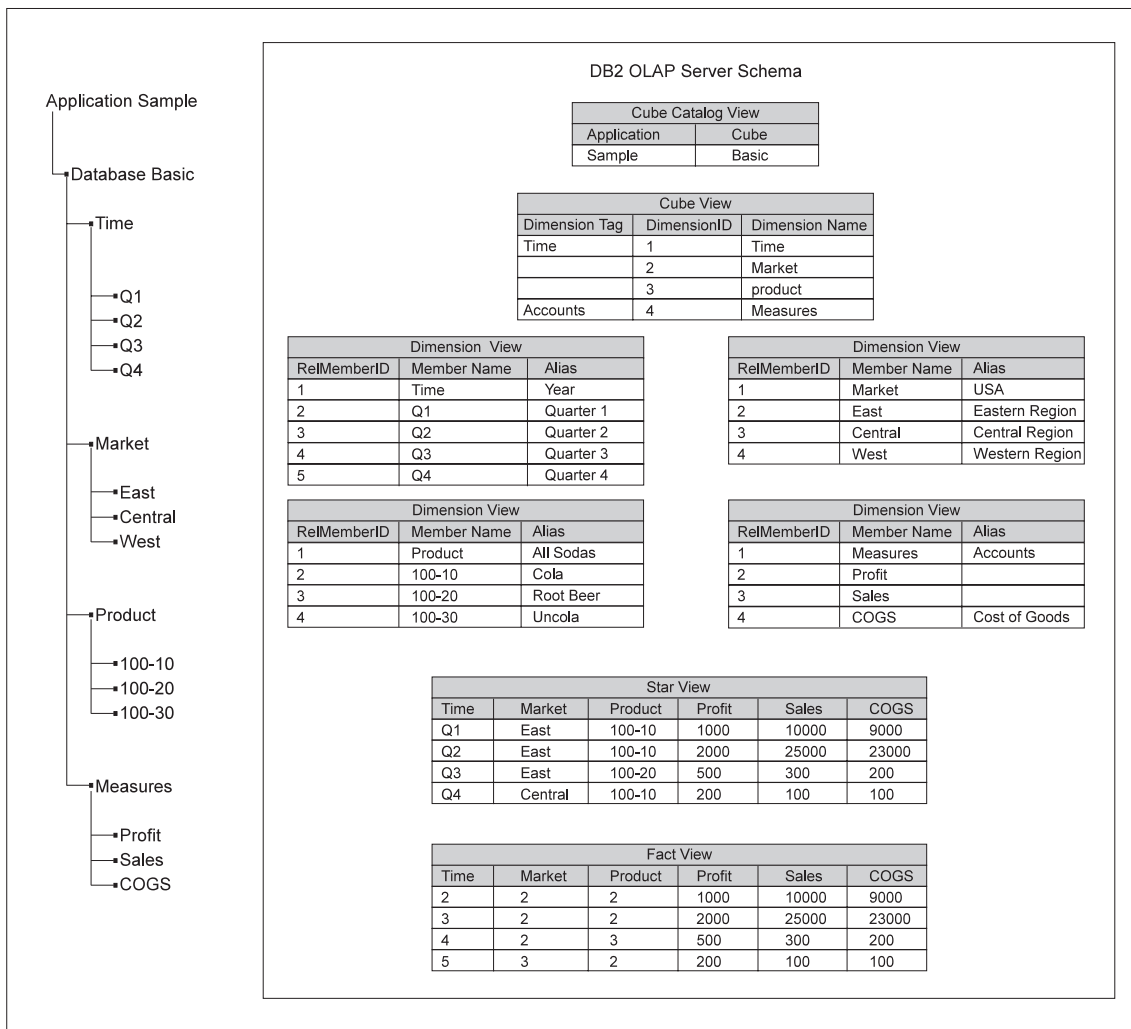 Application Sample
Database Basic
Time
Q1
Q2
Q3
Q4
Market
East
Central
West
Product
100-10
100-20
100-30
Measures
Profit
Sales
COGS
DB2 OLAP Server Schema
Cube Catalog View
Application Cube
Sample Basic
Cube View
Dimension Tag DimensionID Dimension Name
Time 1 Time
2 Market
3 product
Accounts 4 Measures
Dimension View
RelMemberID Member Name Alias
1 Time Year
2 Q1 Quarter 1
3 Q2 Quarter 2
4 Q3 Quarter 3
5 Q4 Quarter 4
Dimension View
RelMemberID Member Name Alias
1 Market USA
2 East Eastern Region
3 Central Central Region
4 West Western Region
Dimension View
RelMemberID Member Name Alias
1 Product All Sodas
2 100-10 Cola
3 100-20 Root Beer
4 100-30 Uncola
Dimension View
RelMemberID Member Name Alias
1 Measures Accounts
2 Profit
3 Sales
4 COGS Cost of Goods
Star View
Time Market Product Profit Sales COGS
Q1 East 100-10 1000 10000 9000
Q2 East 100-10 2000 25000 23000
Q3 East 100-20 500 300 200
Q4 Central 100-10 200 100 100
Fact View
Time Market Product Profit Sales COGS
2 2 2 1000 10000 9000
3 2 2 2000 25000 23000
4 2 3 500 300 200
5 3 2 200 100 100